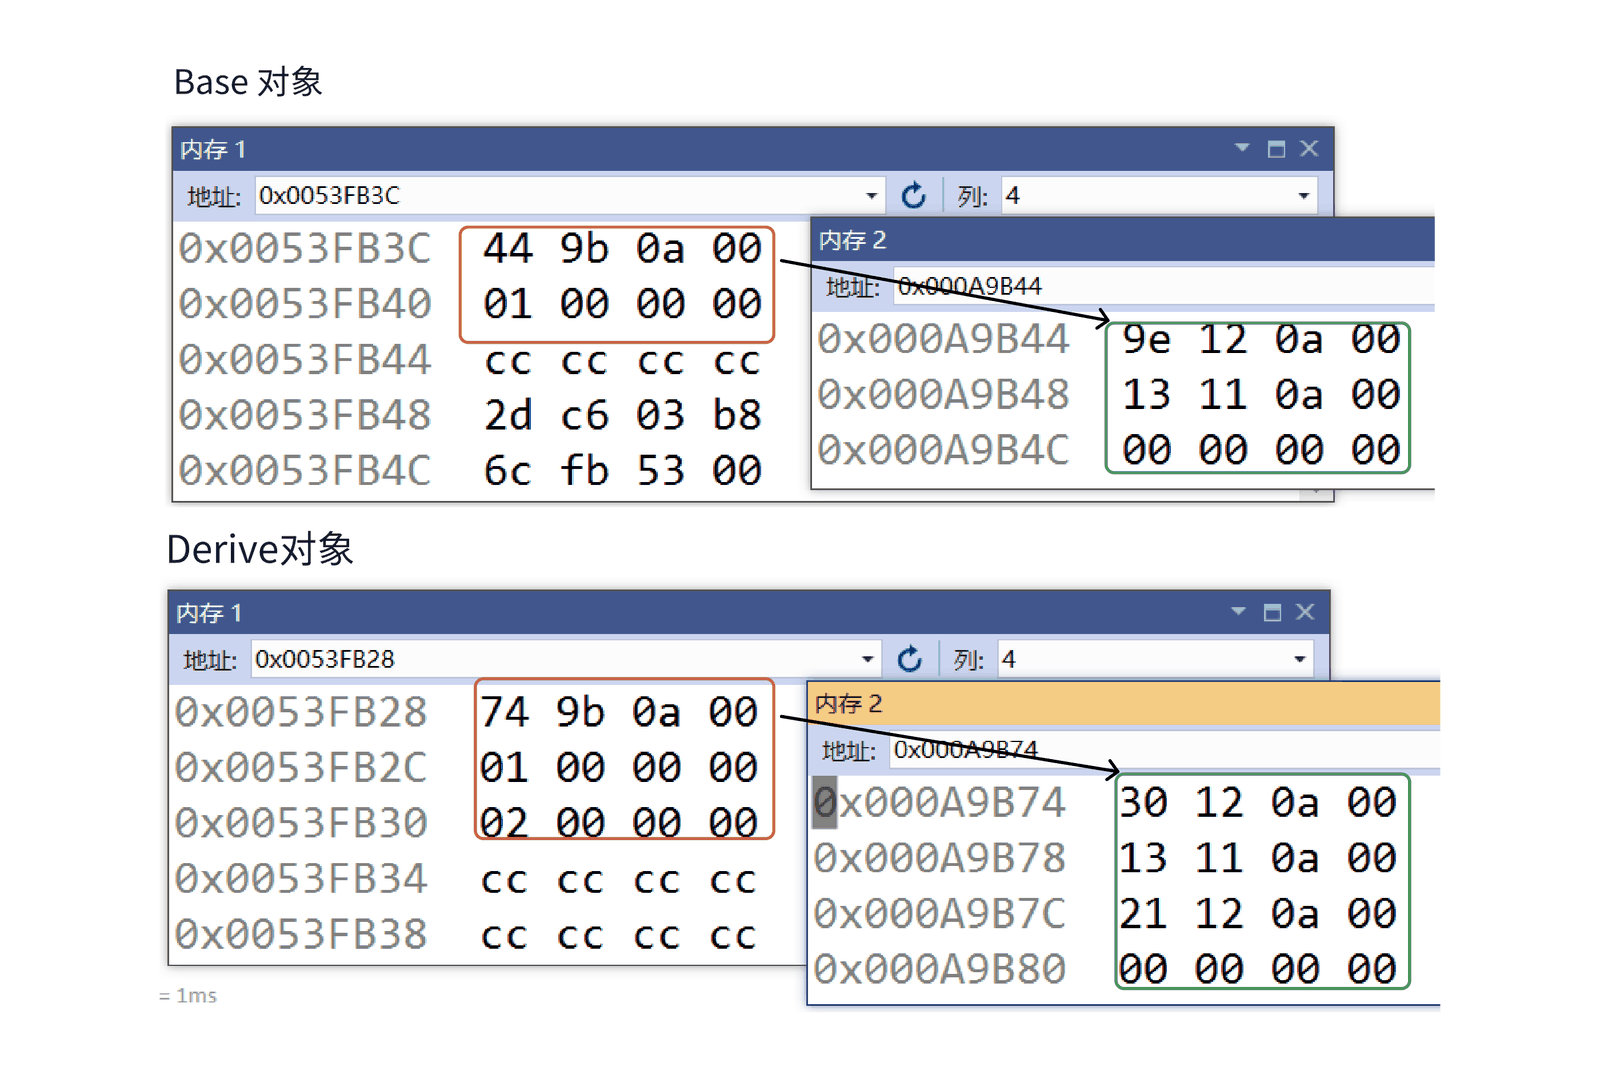 Base 对象
内存 1
地址: 0x0053FB3C 列: 4
0x0053FB3C 44 9b 0a 00
0x0053FB40 01 00 00 00
0x0053FB44 cc cc cc cc
0x0053FB48 2d c6 03 b8
0x0053FB4C 6c fb 53 00
内存 2
地址: 0x000A9B44
0x000A9B44 9e 12 0a 00
0x000A9B48 13 11 0a 00
0x000A9B4C 00 00 00 00
Derive对象
内存 1
地址: 0x0053FB28 列: 4
0x0053FB28 74 9b 0a 00
0x0053FB2C 01 00 00 00
0x0053FB30 02 00 00 00
0x0053FB34 cc cc cc cc
0x0053FB38 cc cc cc cc
内存 2
地址: 0x000A9B74
0x000A9B74 30 12 0a 00
0x000A9B78 13 11 0a 00
0x000A9B7C 21 12 0a 00
0x000A9B80 00 00 00 00
= 1ms